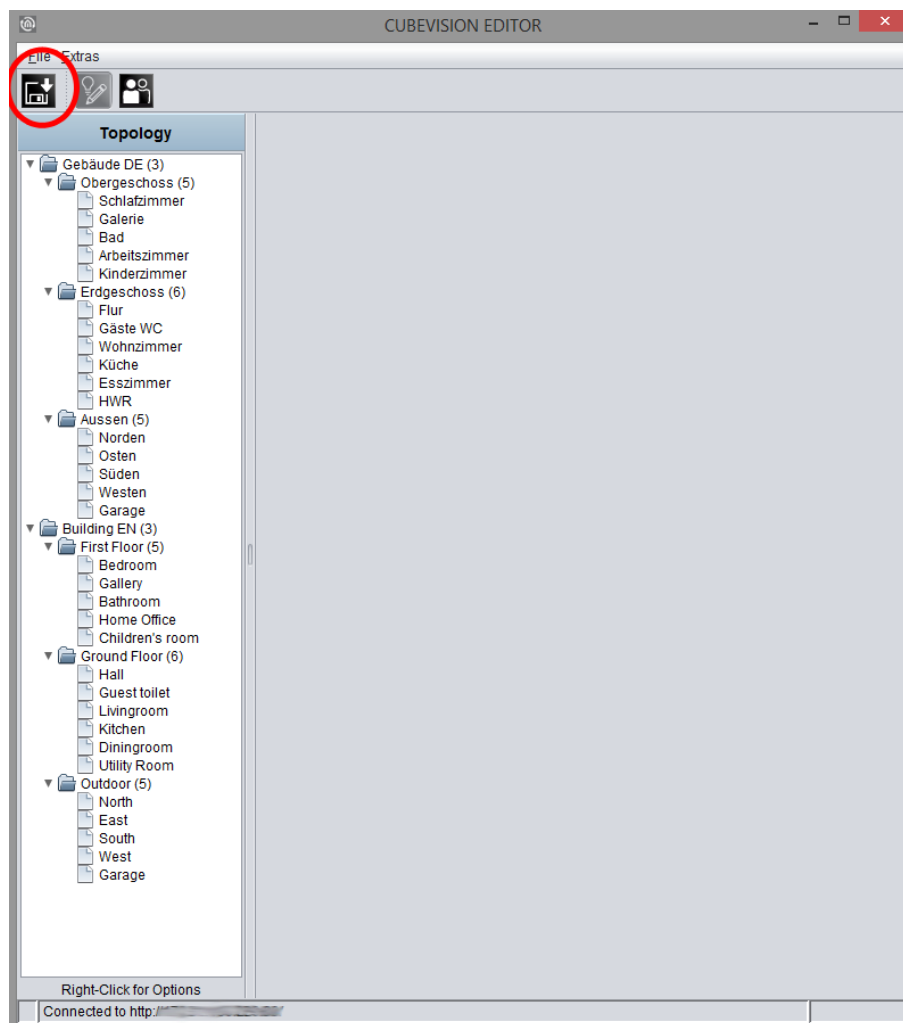 CUBEVISION EDITOR
File Extras
Topology
Gebäude DE (3)
Obergeschoss (5)
Schlafzimmer
Galerie
Bad
Arbeitszimmer
Kinderzimmer
Erdgeschoss (6)
Flur
Gäste WC
Wohnzimmer
Küche
Esszimmer
HWR
Aussen (5)
Norden
Osten
Süden
Westen
Garage
Building EN (3)
First Floor (5)
Bedroom
Gallery
Bathroom
Home Office
Children's room
Ground Floor (6)
Hall
Guest toilet
Livingroom
Kitchen
Diningroom
Utility Room
Outdoor (5)
North
East
South
West
Garage
Right-Click for Options
Connected to http:/